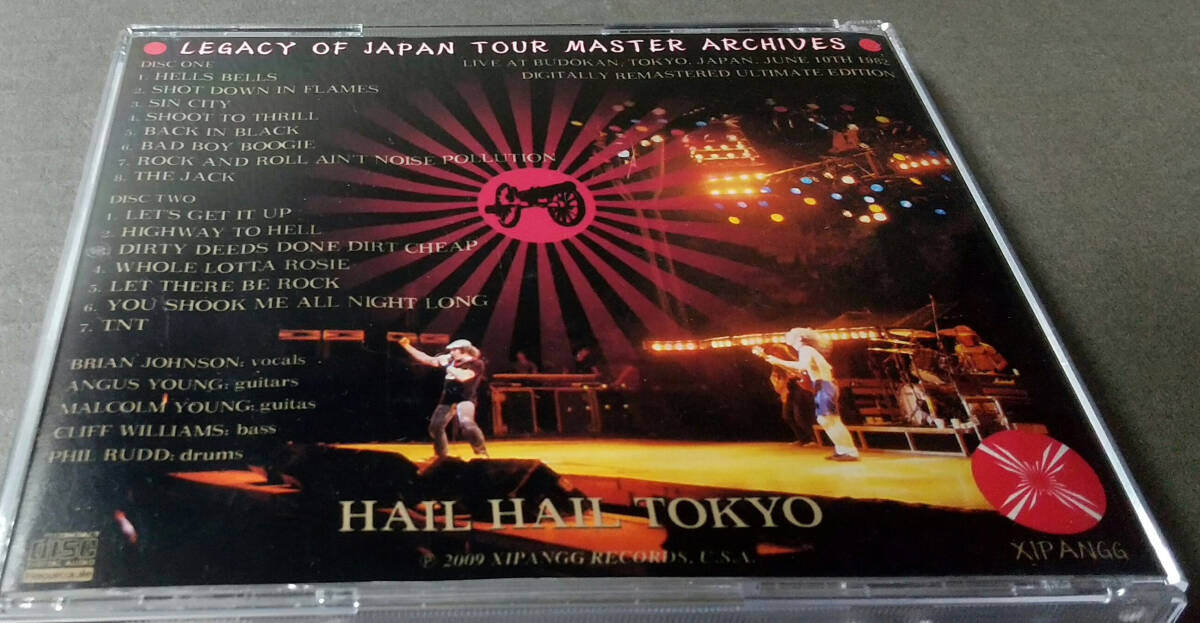 LEGACY OF JAPAN TOUR MASTER ARCHIVES
LIVE AT BUDOKAN, TOKYO, JAPAN, JUNE 10TH 1982
DIGITALLY REMASTERED ULTIMATE EDITION
DISC ONE
1. HELLS BELLS
2. SHOT DOWN IN FLAMES
3. SIN CITY
4. SHOOT TO THRILL
5. BACK IN BLACK
6. BAD BOY BOOGIE
7. ROCK AND ROLL AIN'T NOISE POLLUTION
8. THE JACK
DISC TWO
1. LET'S GET IT UP
2. HIGHWAY TO HELL
DIRTY DEEDS DONE DIRT CHEAP
4. WHOLE LOTTA ROSIE
5. LET THERE BE ROCK
6. YOU SHOOK ME ALL NIGHT LONG
7. TNT
BRIAN JOHNSON: vocals
ANGUS YOUNG: guitars
MALCOLM YOUNG: guitas
CLIFF WILLIAMS: bass
PHIL RUDD: drums
HAIL HAIL TOKYO
℗ 2009 XIPANGG RECORDS, U.S.A.
XIPANGG
DISC